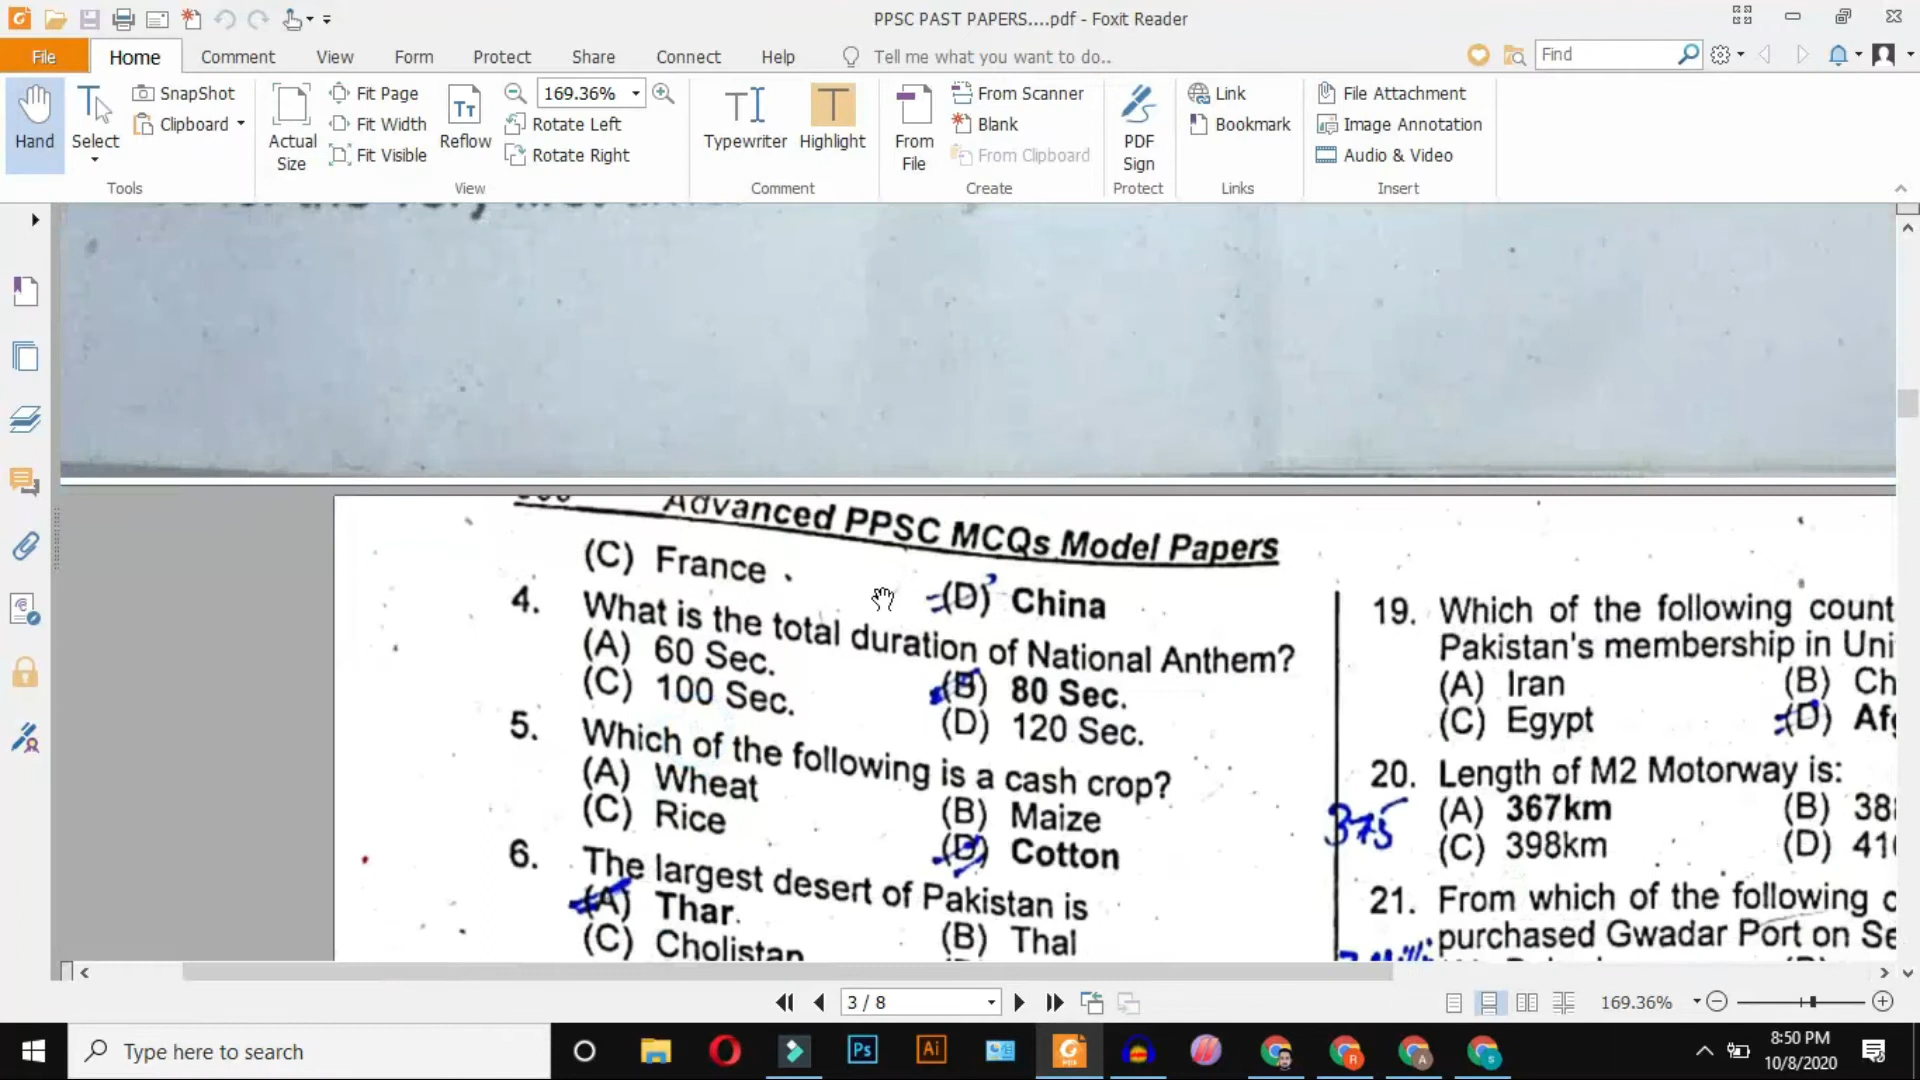 PPSC PAST PAPERS....pdf - Foxit Reader
File Home Comment View Form Protect Share Connect Help Tell me what you want to do.. Find
Hand
Select
SnapShot
Clipboard
Tools
Actual Size
Fit Page
Fit Width
Fit Visible
Reflow
169.36%
Rotate Left
Rotate Right
View
Typewriter
Highlight
Comment
From File
From Scanner
Blank
From Clipboard
Create
PDF Sign
Protect
Link
Bookmark
Links
File Attachment
Image Annotation
Audio & Video
Insert
Advanced PPSC MCQs Model Papers
(C) France
(D) China
4. What is the total duration of National Anthem?
(A) 60 Sec.
(B) 80 Sec.
(C) 100 Sec.
(D) 120 Sec.
5. Which of the following is a cash crop?
(A) Wheat
(B) Maize
(C) Rice
(D) Cotton
6. The largest desert of Pakistan is
(A) Thar.
(B) Thal
(C) Cholistan
19. Which of the following count
Pakistan's membership in Uni
(A) Iran (B) Ch
(C) Egypt (D) Afg
20. Length of M2 Motorway is:
375
(A) 367km (B) 38
(C) 398km (D) 41
21. From which of the following c
purchased Gwadar Port on Se
3 / 8
169.36%
Type here to search
Ps
Ai
8:50 PM
10/8/2020